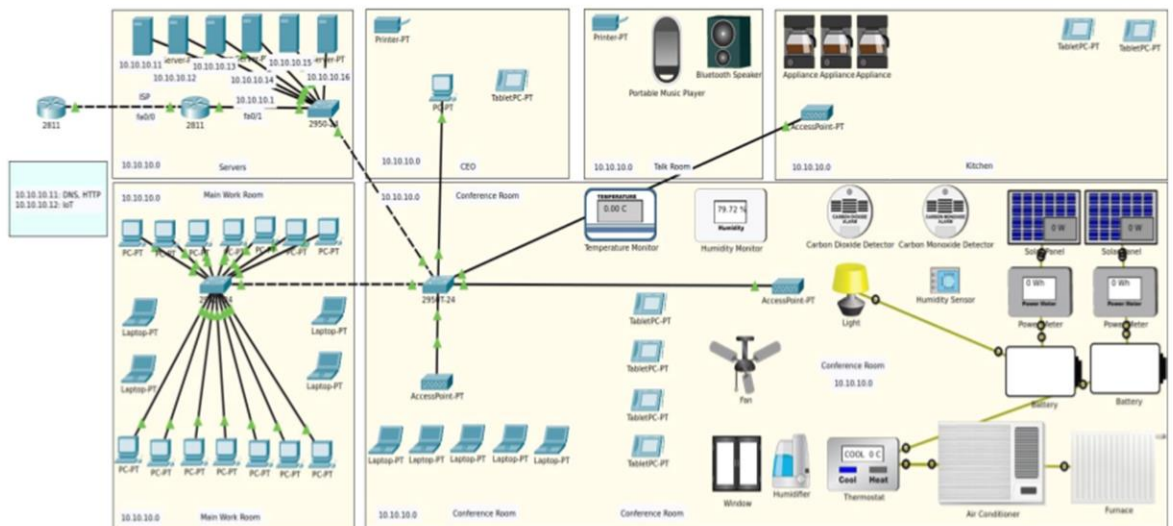 10.10.10.11
10.10.10.12
10.10.10.13
10.10.10.14
10.10.10.15
10.10.10.16
ISP
fa0/0
10.10.10.1
fa0/1
2811
2811
10.10.10.0
Servers
10.10.10.11: DNS, HTTP
10.10.10.12: IoT
Printer-PT
TabletPC-PT
10.10.10.0
CEO
Printer-PT
Portable Music Player
Bluetooth Speaker
10.10.10.0
Talk Room
Appliance
Appliance
Appliance
TabletPC-PT
TabletPC-PT
AccessPoint-PT
10.10.10.0
Kitchen
10.10.10.0
Main Work Room
PC-PT
PC-PT
PC-PT
PC-PT
Laptop-PT
Laptop-PT
Laptop-PT
Laptop-PT
PC-PT
PC-PT
PC-PT
PC-PT
PC-PT
PC-PT
10.10.10.0
Main Work Room
10.10.10.0
Conference Room
TEMPERATURE
0.00 C
Temperature Monitor
79.72 %
Humidity
Humidity Monitor
Carbon Dioxide Detector
Carbon Monoxide Detector
0 W
0 W
AccessPoint-PT
Light
Humidity Sensor
0 Wh
Power Meter
0 Wh
Power Meter
AccessPoint-PT
TabletPC-PT
TabletPC-PT
TabletPC-PT
TabletPC-PT
Fan
Conference Room
10.10.10.0
Battery
Battery
Laptop-PT
Laptop-PT
Laptop-PT
Laptop-PT
Laptop-PT
Window
Humidifier
COOL 0 C
Cool
Heat
Thermostat
Air Conditioner
Furnace
10.10.10.0
Conference Room
Conference Room